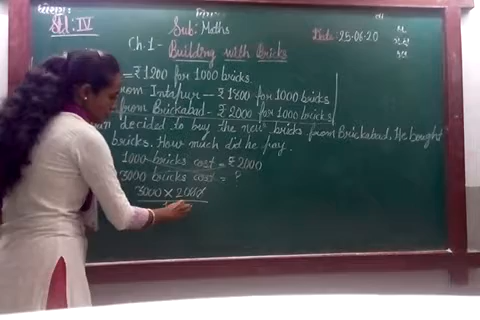 Std: IV
Sub: Maths
Date: 25-06-20
Ch.1- Building with Bricks
= ₹1200 for 1000 bricks
from Intapur - ₹1800 for 1000 bricks
from Brickabad - ₹2000 for 1000 bricks
decided to buy the new bricks from Brickabad. He bought
bricks. How much did he pay.
1000 bricks cost = ₹2000
3000 bricks cost = ?
3000 × 2000